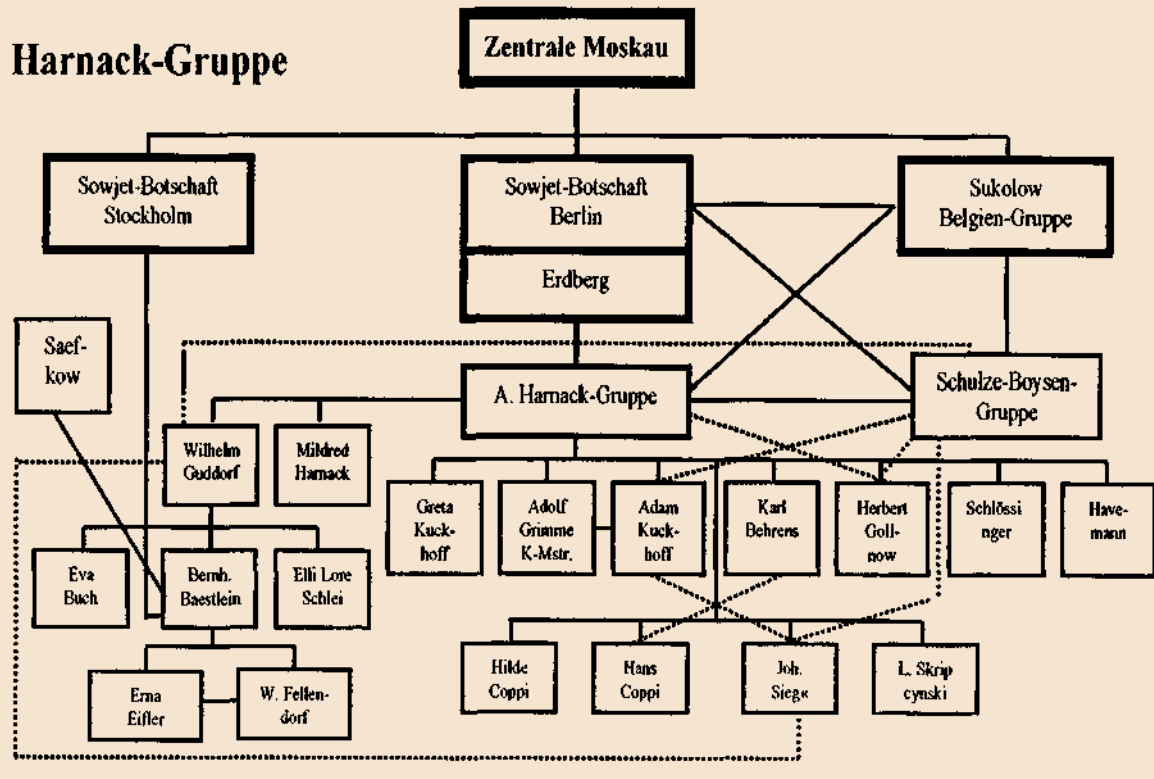 Harnack-Gruppe
Zentrale Moskau
Sowjet-Botschaft
Stockholm
Sowjet-Botschaft
Berlin
Erdberg
Sukolow
Belgien-Gruppe
Saef-
kow
A. Harnack-Gruppe
Schulze-Boysen-
Gruppe
Wilhelm
Guddorf
Mildred
Harnack
Greta
Kuck-
hoff
Adolf
Grimme
K-Mstr.
Adam
Kuck-
hoff
Karl
Behrens
Herbert
Goll-
now
Schlössi
nger
Have-
mann
Eva
Buch
Bernh.
Baestlein
Elli Lore
Schlei
Hilde
Coppi
Hans
Coppi
Joh.
Sieg
L. Skrip
cynski
Erna
Eifler
W. Fellen-
dorf